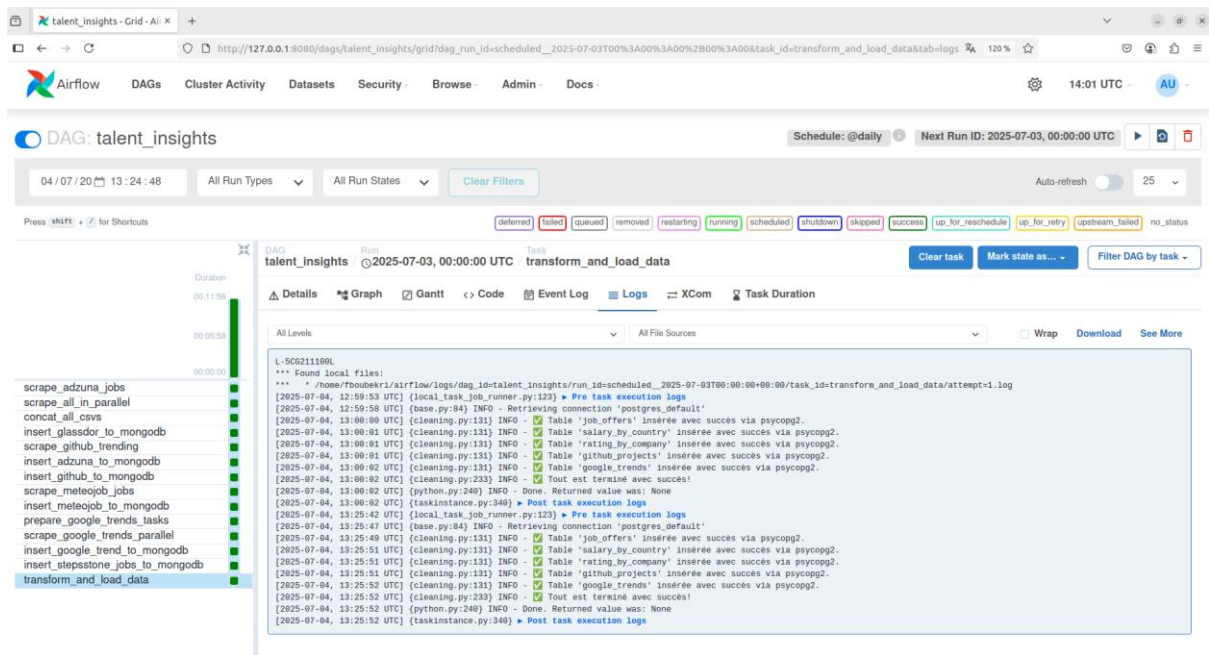 talent_insights - Grid - Ai
http://127.0.0.1:8080/dags/talent_insights/grid?dag_run_id=scheduled__2025-07-03T00%3A00%3A00%2B00%3A00&task_id=transform_and_load_data&tab=logs 120%
Airflow DAGs Cluster Activity Datasets Security Browse Admin Docs 14:01 UTC AU
DAG: talent_insights Schedule: @daily Next Run ID: 2025-07-03, 00:00:00 UTC
04/07/20 13:24:48 All Run Types All Run States Clear Filters Auto-refresh 25
Press shift + / for Shortcuts deferred failed queued removed restarting running scheduled shutdown skipped success up_for_reschedule up_for_retry upstream_failed no_status
DAG Run Task
talent_insights / 2025-07-03, 00:00:00 UTC / transform_and_load_data Clear task Mark state as... Filter DAG by task
Duration
00:11:56
00:05:58
00:00:00
Details Graph Gantt <> Code Event Log Logs XCom Task Duration
All Levels All File Sources Wrap Download See More
scrape_adzuna_jobs
scrape_all_in_parallel
concat_all_csvs
insert_glassdor_to_mongodb
scrape_github_trending
insert_adzuna_to_mongodb
insert_github_to_mongodb
scrape_meteojob_jobs
insert_meteojob_to_mongodb
prepare_google_trends_tasks
scrape_google_trends_parallel
insert_google_trend_to_mongodb
insert_stepsstone_jobs_to_mongodb
transform_and_load_data
L-5CG211100L
*** Found local files:
*** * /home/fboubekri/airflow/logs/dag_id=talent_insights/run_id=scheduled__2025-07-03T00:00:00+00:00/task_id=transform_and_load_data/attempt=1.log
[2025-07-04, 12:59:53 UTC] {local_task_job_runner.py:123} ▶ Pre task execution logs
[2025-07-04, 12:59:58 UTC] {base.py:84} INFO - Retrieving connection 'postgres_default'
[2025-07-04, 13:00:00 UTC] {cleaning.py:131} INFO - ✅ Table 'job_offers' insérée avec succès via psycopg2.
[2025-07-04, 13:00:01 UTC] {cleaning.py:131} INFO - ✅ Table 'salary_by_country' insérée avec succès via psycopg2.
[2025-07-04, 13:00:01 UTC] {cleaning.py:131} INFO - ✅ Table 'rating_by_company' insérée avec succès via psycopg2.
[2025-07-04, 13:00:01 UTC] {cleaning.py:131} INFO - ✅ Table 'github_projects' insérée avec succès via psycopg2.
[2025-07-04, 13:00:02 UTC] {cleaning.py:131} INFO - ✅ Table 'google_trends' insérée avec succès via psycopg2.
[2025-07-04, 13:00:02 UTC] {cleaning.py:233} INFO - ✅ Tout est terminé avec succès!
[2025-07-04, 13:00:02 UTC] {python.py:240} INFO - Done. Returned value was: None
[2025-07-04, 13:00:02 UTC] {taskinstance.py:340} ▶ Post task execution logs
[2025-07-04, 13:25:42 UTC] {local_task_job_runner.py:123} ▶ Pre task execution logs
[2025-07-04, 13:25:47 UTC] {base.py:84} INFO - Retrieving connection 'postgres_default'
[2025-07-04, 13:25:49 UTC] {cleaning.py:131} INFO - ✅ Table 'job_offers' insérée avec succès via psycopg2.
[2025-07-04, 13:25:51 UTC] {cleaning.py:131} INFO - ✅ Table 'salary_by_country' insérée avec succès via psycopg2.
[2025-07-04, 13:25:51 UTC] {cleaning.py:131} INFO - ✅ Table 'rating_by_company' insérée avec succès via psycopg2.
[2025-07-04, 13:25:51 UTC] {cleaning.py:131} INFO - ✅ Table 'github_projects' insérée avec succès via psycopg2.
[2025-07-04, 13:25:52 UTC] {cleaning.py:131} INFO - ✅ Table 'google_trends' insérée avec succès via psycopg2.
[2025-07-04, 13:25:52 UTC] {cleaning.py:233} INFO - ✅ Tout est terminé avec succès!
[2025-07-04, 13:25:52 UTC] {python.py:240} INFO - Done. Returned value was: None
[2025-07-04, 13:25:52 UTC] {taskinstance.py:340} ▶ Post task execution logs